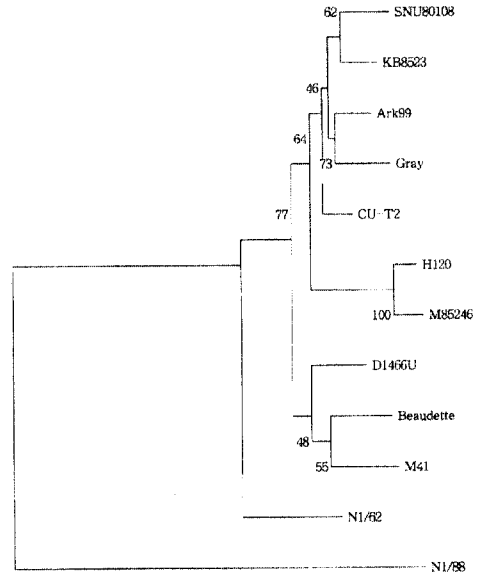 62 SNU80108
KB8523
46
Ark99
64
73 Gray
77
CU-T2
H120
100 M85246
D1466U
Beaudette
48
55 M41
N1/62
N1/88